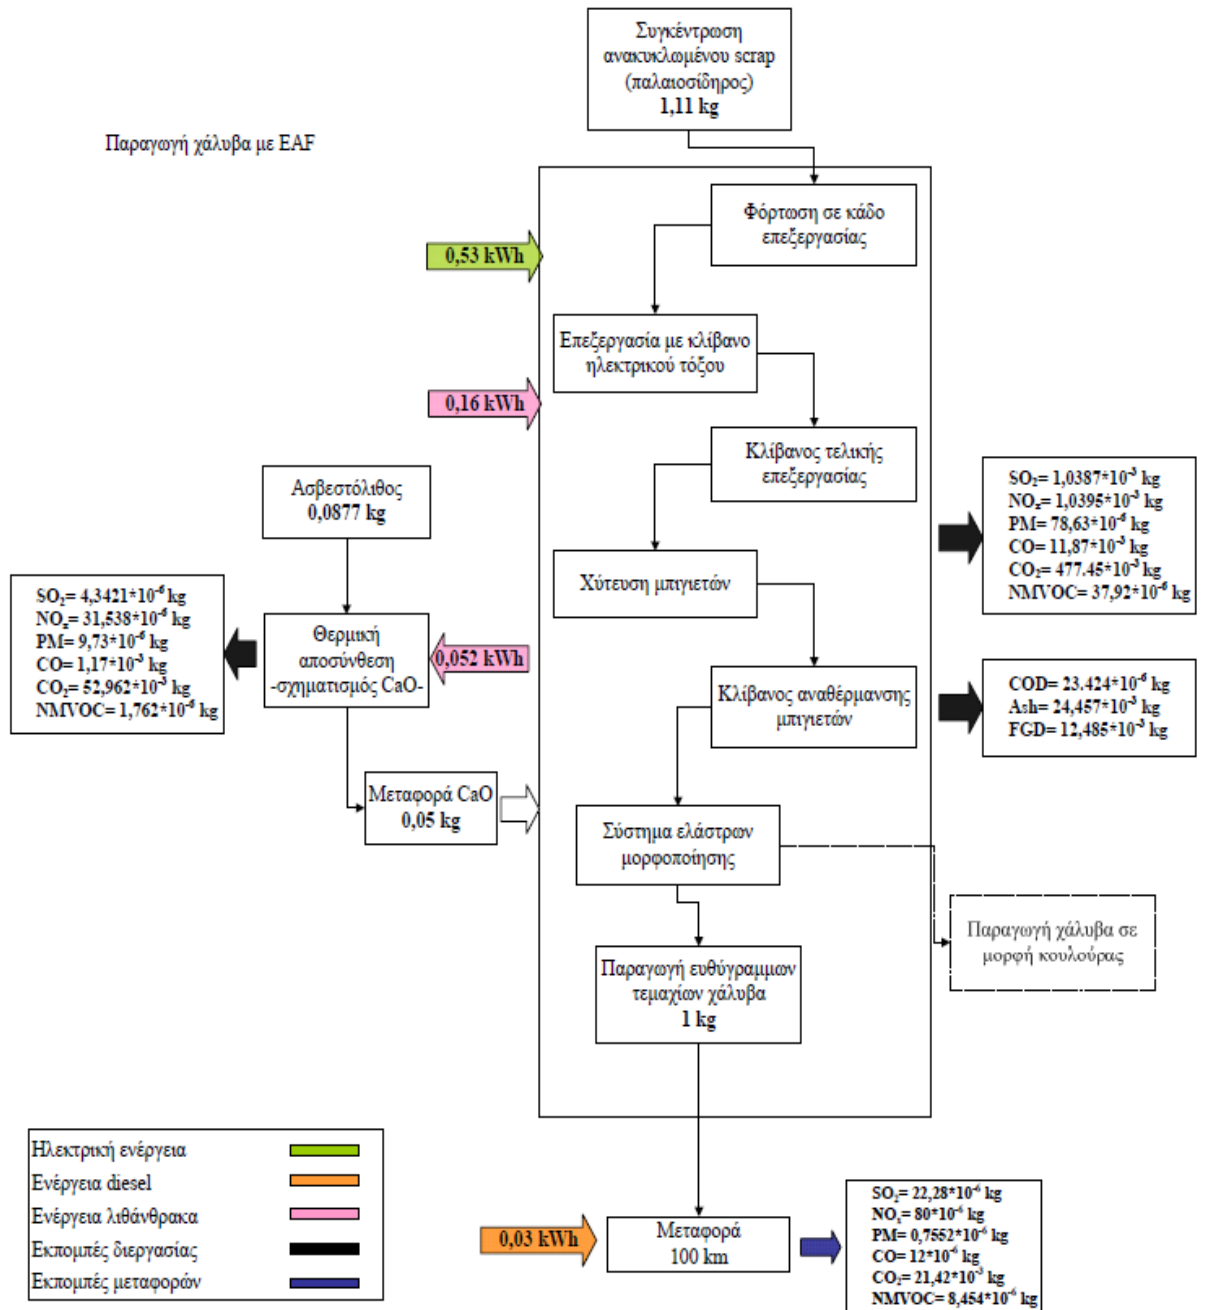 Συγκέντρωση
ανακυκλωμένου scrap
(παλαιοσίδηρος)
1,11 kg
Παραγωγή χάλυβα με EAF
Φόρτωση σε κάδο
επεξεργασίας
0,53 kWh
Επεξεργασία με κλίβανο
ηλεκτρικού τόξου
0,16 kWh
Κλίβανος τελικής
επεξεργασίας
Ασβεστόλιθος
0,0877 kg
SO₂= 1,0387*10⁻³ kg
NOₓ= 1,0395*10⁻³ kg
PM= 78,63*10⁻⁶ kg
CO= 11,87*10⁻³ kg
CO₂= 477.45*10⁻³ kg
NMVOC= 37,92*10⁻⁶ kg
Χύτευση μπιγιετών
SO₂= 4,3421*10⁻⁶ kg
NOₓ= 31,538*10⁻⁶ kg
PM= 9,73*10⁻⁶ kg
CO= 1,17*10⁻³ kg
CO₂= 52,962*10⁻³ kg
NMVOC= 1,762*10⁻⁶ kg
Θερμική
αποσύνθεση
-σχηματισμός CaO-
0,052 kWh
Κλίβανος αναθέρμανσης
μπιγιετών
COD= 23.424*10⁻⁶ kg
Ash= 24,457*10⁻³ kg
FGD= 12,485*10⁻³ kg
Μεταφορά CaO
0,05 kg
Σύστημα ελάστρων
μορφοποίησης
Παραγωγή χάλυβα σε
μορφή κουλούρας
Παραγωγή ευθύγραμμων
τεμαχίων χάλυβα
1 kg
Ηλεκτρική ενέργεια
Ενέργεια diesel
Ενέργεια λιθάνθρακα
Εκπομπές διεργασίας
Εκπομπές μεταφορών
0,03 kWh
Μεταφορά
100 km
SO₂= 22,28*10⁻⁶ kg
NOₓ= 80*10⁻⁶ kg
PM= 0,7552*10⁻⁶ kg
CO= 12*10⁻⁶ kg
CO₂= 21,42*10⁻³ kg
NMVOC= 8,454*10⁻⁶ kg